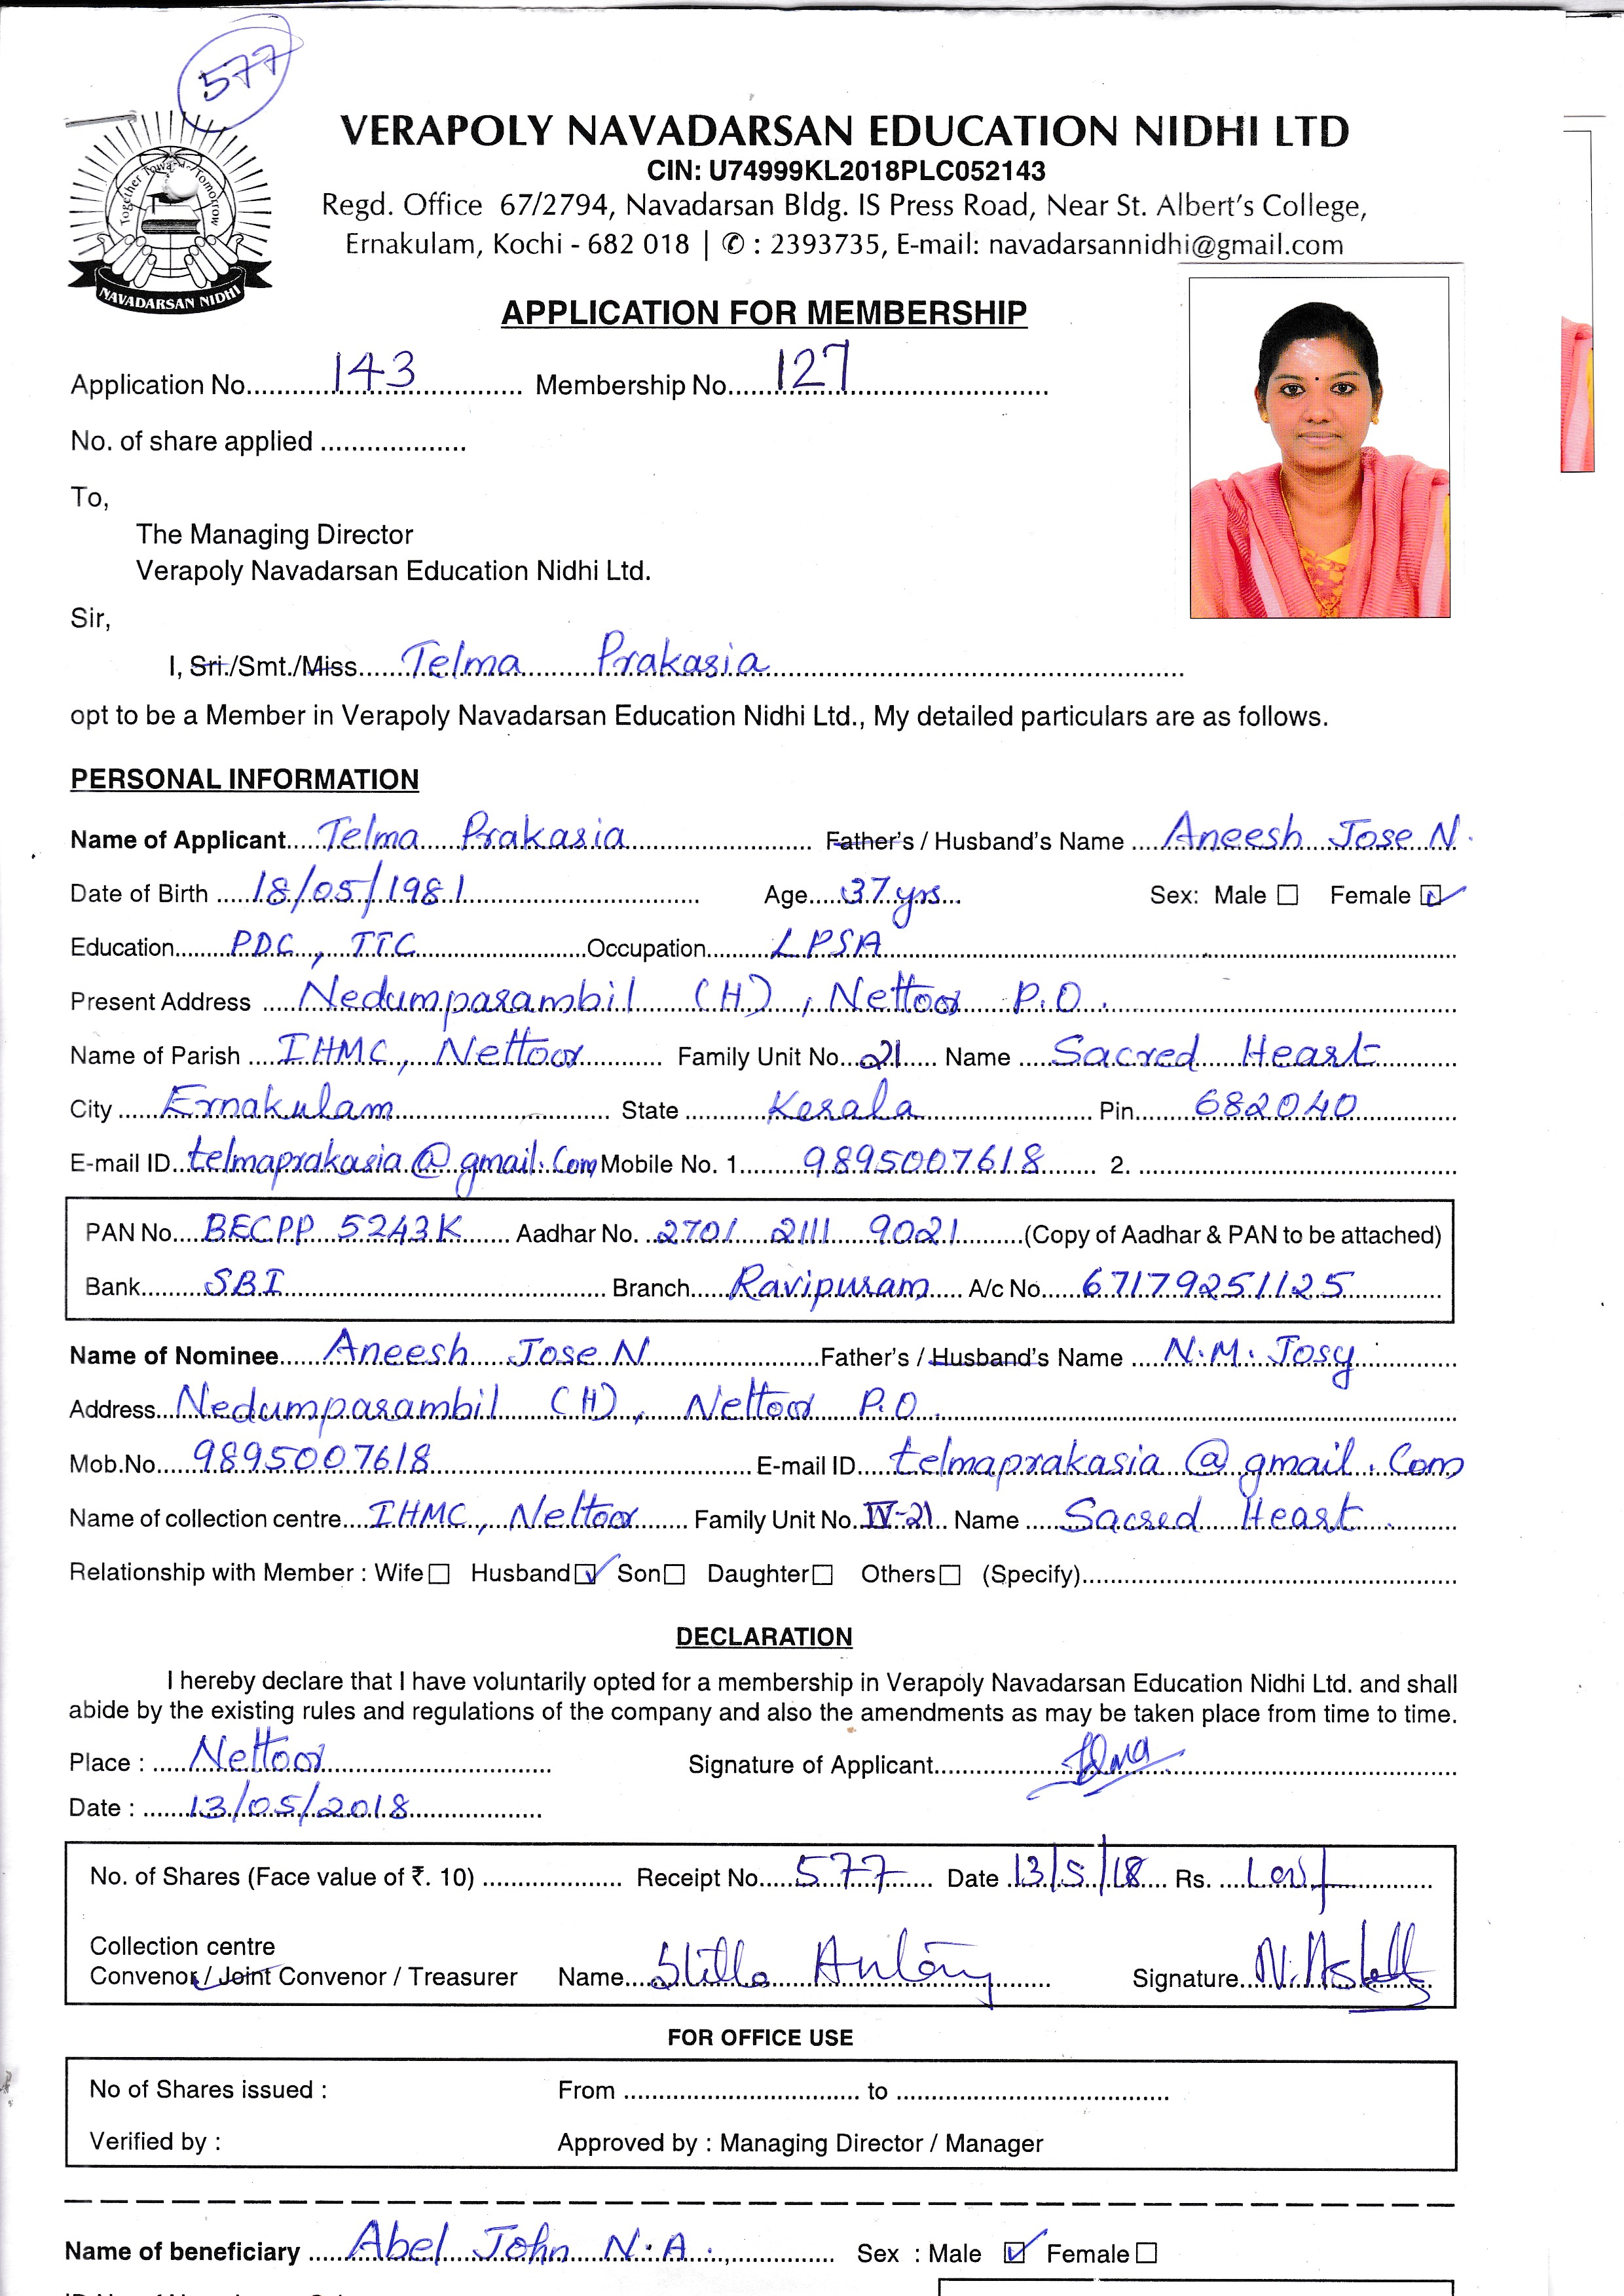 577
VERAPOLY NAVADARSAN EDUCATION NIDHI LTD
CIN: U74999KL2018PLC052143
Regd. Office 67/2794, Navadarsan Bldg. IS Press Road, Near St. Albert's College,
Ernakulam, Kochi - 682 018 | ✆ : 2393735, E-mail: navadarsannidhi@gmail.com
Together Towards Tomorrow
NAVADARSAN NIDHI
APPLICATION FOR MEMBERSHIP
Application No. 143 Membership No. 127
No. of share applied ..................
To,
The Managing Director
Verapoly Navadarsan Education Nidhi Ltd.
Sir,
I, Sri./Smt./Miss. Telma Prakasia
opt to be a Member in Verapoly Navadarsan Education Nidhi Ltd., My detailed particulars are as follows.
PERSONAL INFORMATION
Name of Applicant Telma Prakasia Father's / Husband's Name Aneesh Jose N.
Date of Birth 18/05/1981 Age 37 yrs Sex: Male ☐ Female ☑
Education PDC, TTC Occupation LPSA
Present Address Nedumparambil (H), Nettoor P.O.
Name of Parish IHMC, Nettoor Family Unit No. 21 Name Sacred Heart
City Ernakulam State Kerala Pin 682040
E-mail ID telmaprakasia@gmail.Com Mobile No. 1. 9895007618 2.
PAN No. BECPP 5243K Aadhar No. 2701 2111 9021 (Copy of Aadhar & PAN to be attached)
Bank SBI Branch Ravipuram A/c No. 67179251125
Name of Nominee Aneesh Jose N Father's / Husband's Name N.M. Josy
Address Nedumparambil (H), Nettoor P.O.
Mob.No. 9895007618 E-mail ID telmaprakasia@gmail.Com
Name of collection centre IHMC, Nettoor Family Unit No. IV-21 Name Sacred Heart
Relationship with Member : Wife ☐ Husband ☑ Son ☐ Daughter ☐ Others ☐ (Specify)
DECLARATION
I hereby declare that I have voluntarily opted for a membership in Verapoly Navadarsan Education Nidhi Ltd. and shall
abide by the existing rules and regulations of the company and also the amendments as may be taken place from time to time.
Place : Nettoor Signature of Applicant
Date : 13/05/2018
No. of Shares (Face value of ₹. 10) Receipt No. 577 Date 13/5/18 Rs.
Collection centre
Convenor / Joint Convenor / Treasurer Name Antony Signature
FOR OFFICE USE
No of Shares issued : From to
Verified by : Approved by : Managing Director / Manager
Name of beneficiary Abel John N.A. Sex : Male ☑ Female ☐